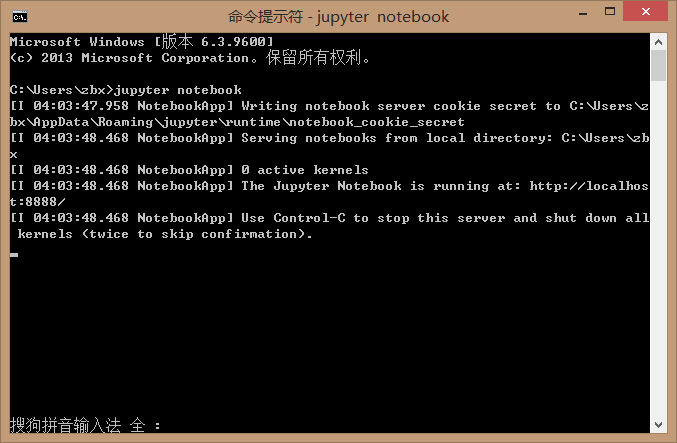 命令提示符 - jupyter notebook
Microsoft Windows [版本 6.3.9600]
(c) 2013 Microsoft Corporation。保留所有权利。
C:\Users\zbx>jupyter notebook
[I 04:03:47.958 NotebookApp] Writing notebook server cookie secret to C:\Users\z
bx\AppData\Roaming\jupyter\runtime\notebook_cookie_secret
[I 04:03:48.468 NotebookApp] Serving notebooks from local directory: C:\Users\zb
x
[I 04:03:48.468 NotebookApp] 0 active kernels
[I 04:03:48.468 NotebookApp] The Jupyter Notebook is running at: http://localhos
t:8888/
[I 04:03:48.468 NotebookApp] Use Control-C to stop this server and shut down all
 kernels (twice to skip confirmation).
搜狗拼音输入法 全 :